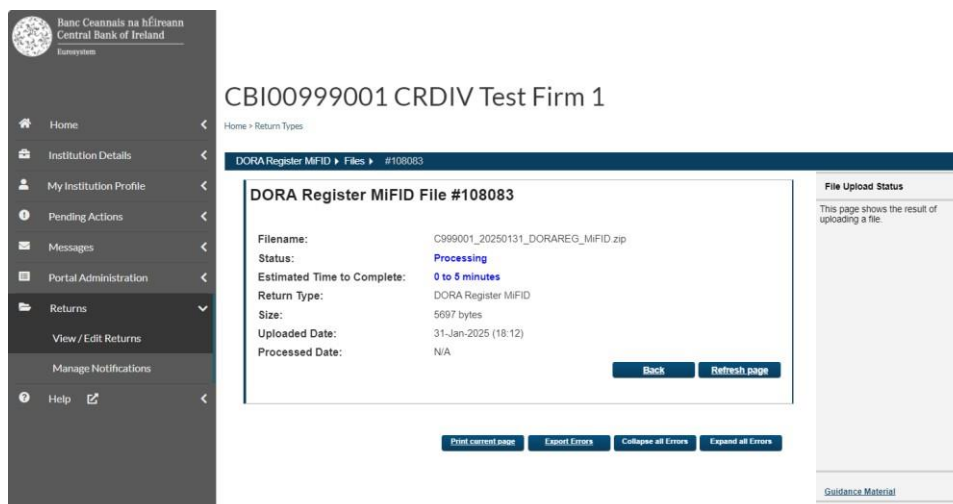 Banc Ceannais na hÉireann
Central Bank of Ireland
Eurosystem
Home
Institution Details
My Institution Profile
Pending Actions
Messages
Portal Administration
Returns
View / Edit Returns
Manage Notifications
Help
CBI00999001 CRDIV Test Firm 1
Home > Return Types
DORA Register MiFID ▸ Files ▸ #108083
DORA Register MiFID File #108083
Filename: C999001_20250131_DORAREG_MiFID.zip
Status: Processing
Estimated Time to Complete: 0 to 5 minutes
Return Type: DORA Register MiFID
Size: 5697 bytes
Uploaded Date: 31-Jan-2025 (18:12)
Processed Date: N/A
Back Refresh page
Print current page Export Errors Collapse all Errors Expand all Errors
File Upload Status
This page shows the result of
uploading a file.
Guidance Material